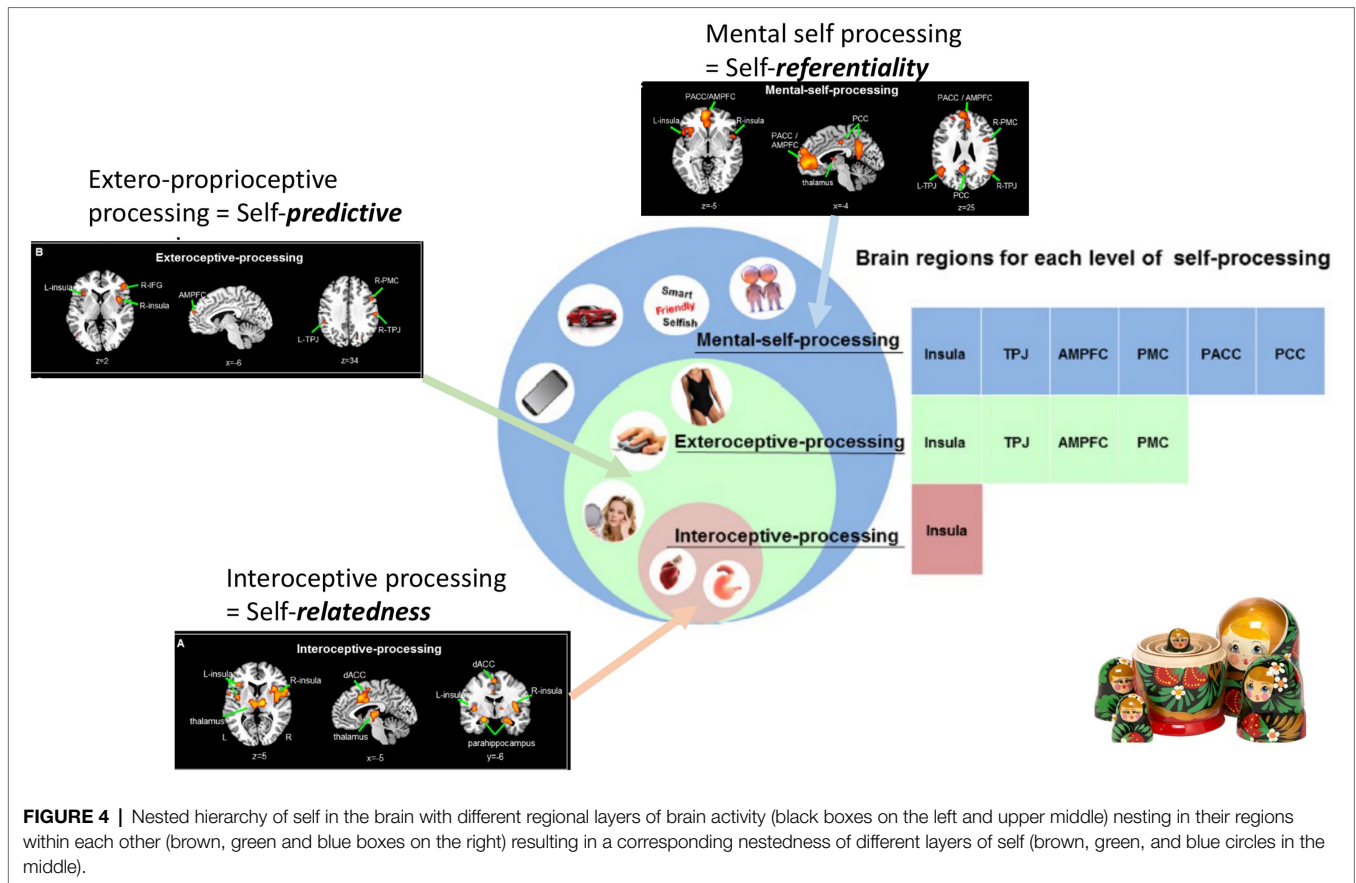 Mental self processing
= Self-referentiality
Mental-self-processing
PACC/AMPFC
L-insula
R-insula
z=-5
PCC
PACC /
AMPFC
thalamus
x=-4
PACC / AMPFC
R-PMC
L-TPJ
R-TPJ
PCC
z=25
Extero-proprioceptive
processing = Self-predictive
B
Exteroceptive-processing
L-insula
R-IFG
R-insula
z=2
AMPFC
x=-6
R-PMC
L-TPJ
R-TPJ
z=34
Smart
Friendly
Selfish
Mental-self-processing
Exteroceptive-processing
Interoceptive-processing
Brain regions for each level of self-processing
Insula TPJ AMPFC PMC PACC PCC
Insula TPJ AMPFC PMC
Insula
Interoceptive processing
= Self-relatedness
A
Interoceptive-processing
L-insula
R-insula
thalamus
L R
z=5
dACC
thalamus
x=-5
dACC
L-insula
R-insula
parahippocampus
y=-6
FIGURE 4 | Nested hierarchy of self in the brain with different regional layers of brain activity (black boxes on the left and upper middle) nesting in their regions
within each other (brown, green and blue boxes on the right) resulting in a corresponding nestedness of different layers of self (brown, green, and blue circles in the
middle).